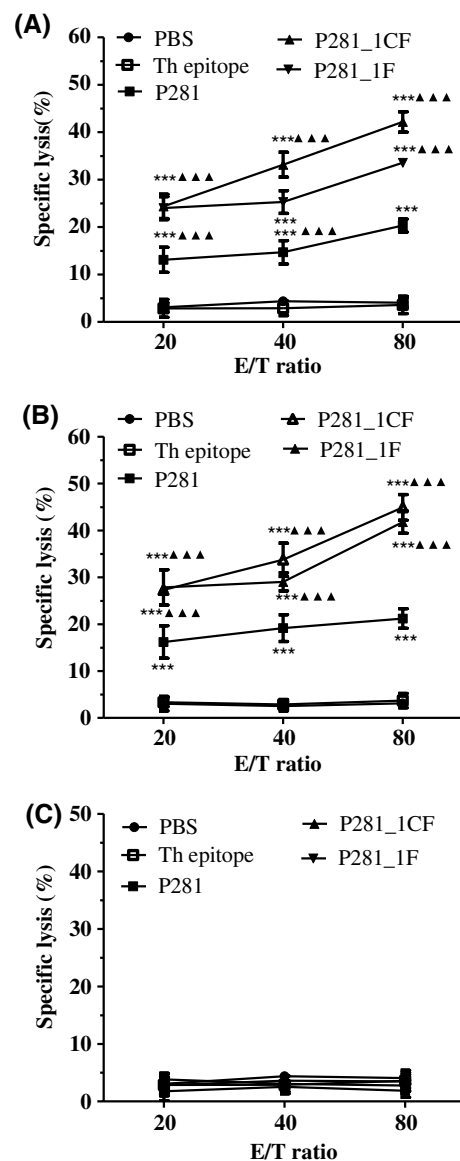 (A)
PBS
Th epitope
P281
P281_1CF
P281_1F
Specific lysis(%)
60
50
40
30
20
10
0
***▲▲▲
***▲▲▲
***▲▲▲
***▲▲▲
***
***▲▲▲
***▲▲▲
***
20 40 80
E/T ratio
(B)
PBS
Th epitope
P281
P281_1CF
P281_1F
Specific lysis (%)
60
50
40
30
20
10
0
***▲▲▲
***▲▲▲
***▲▲▲
***▲▲▲
***▲▲▲
***▲▲▲
***
***
***
20 40 80
E/T ratio
(C)
PBS
Th epitope
P281
P281_1CF
P281_1F
Specific lysis (%)
50
40
30
20
10
0
20 40 80
E/T ratio